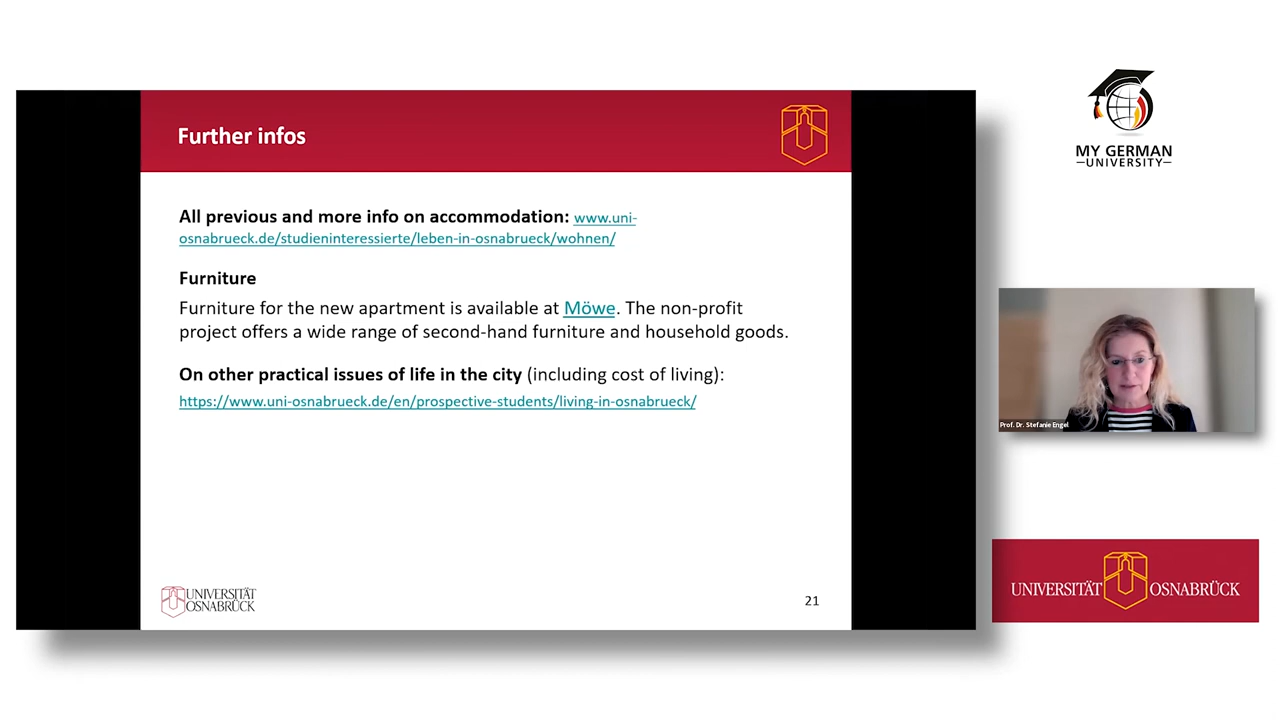 Further infos
All previous and more info on accommodation: www.uni-
osnabrueck.de/studieninteressierte/leben-in-osnabrueck/wohnen/
Furniture
Furniture for the new apartment is available at Möwe. The non-profit
project offers a wide range of second-hand furniture and household goods.
On other practical issues of life in the city (including cost of living):
https://www.uni-osnabrueck.de/en/prospective-students/living-in-osnabrueck/
UNIVERSITÄT
OSNABRÜCK
21
MY GERMAN
UNIVERSITY
Prof. Dr. Stefanie Engel
UNIVERSITÄT OSNABRÜCK